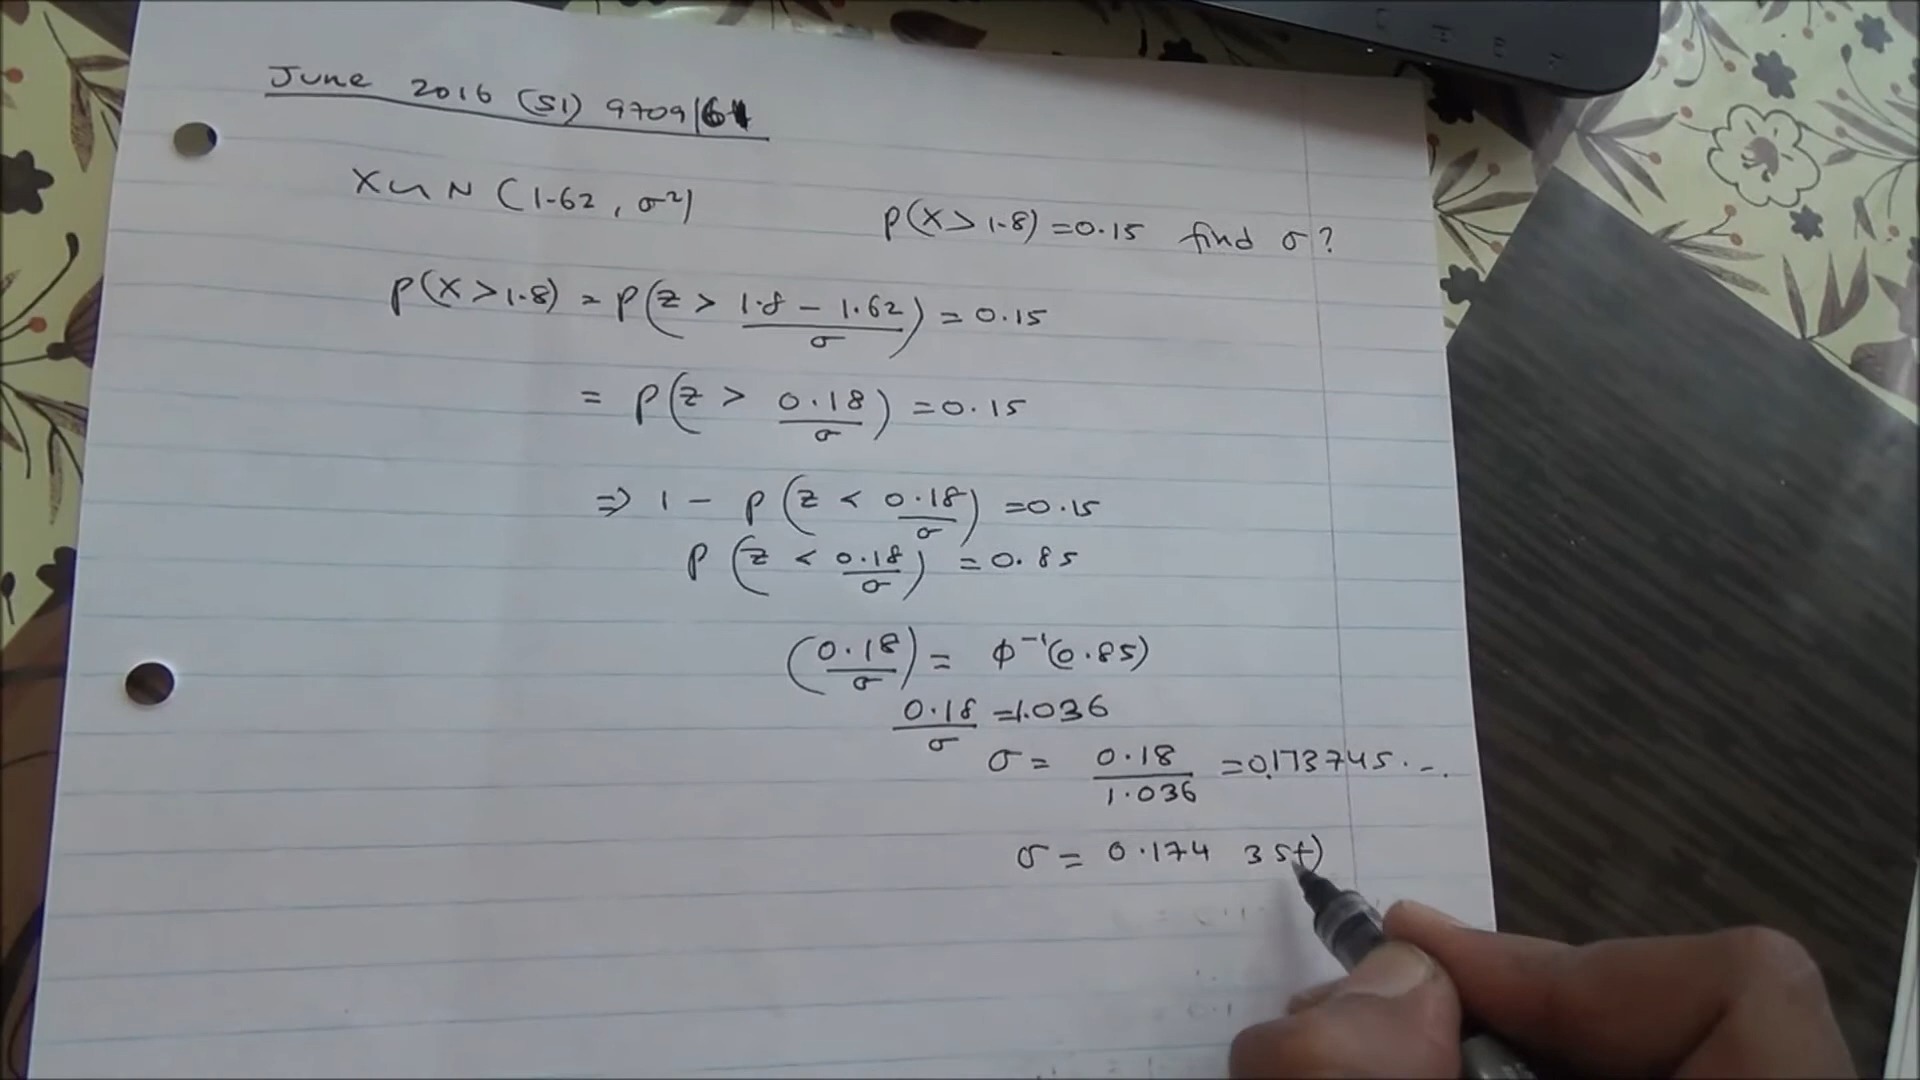 June 2016 (S1) 9709/61
X ~ N (1.62, σ²) P(X > 1.8) = 0.15 find σ?
P(X > 1.8) = P(Z > (1.8 - 1.62)/σ) = 0.15
= P(Z > 0.18/σ) = 0.15
⇒ 1 - P(Z < 0.18/σ) = 0.15
P(Z < 0.18/σ) = 0.85
(0.18/σ) = ϕ⁻¹(0.85)
0.18/σ = 1.036
σ = 0.18/1.036 = 0.173745...
σ = 0.174 3sf)